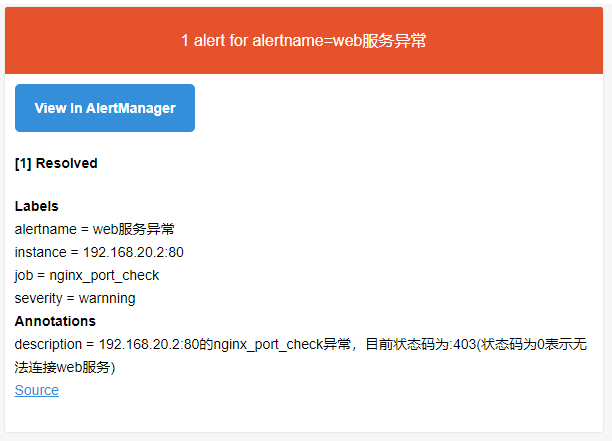 1 alert for alertname=web服务异常
View in AlertManager
[1] Resolved
Labels
alertname = web服务异常
instance = 192.168.20.2:80
job = nginx_port_check
severity = warnning
Annotations
description = 192.168.20.2:80的nginx_port_check异常，目前状态码为:403(状态码为0表示无
法连接web服务)
Source